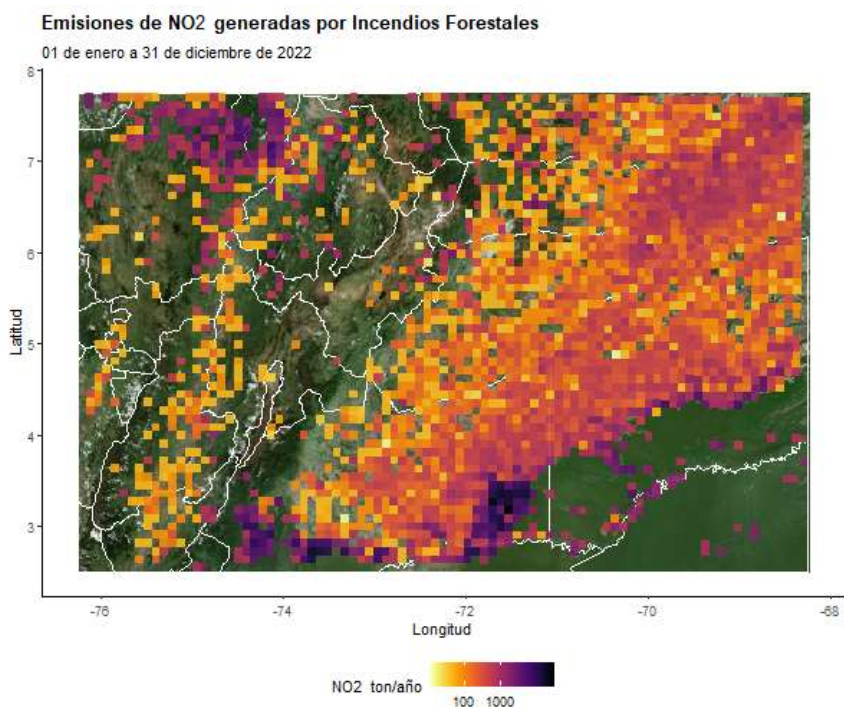 Emisiones de NO2 generadas por Incendios Forestales
01 de enero a 31 de diciembre de 2022
8
7
6
5
4
3
Latitud
-76
-74
-72
-70
-68
Longitud
NO2 ton/año
100
1000